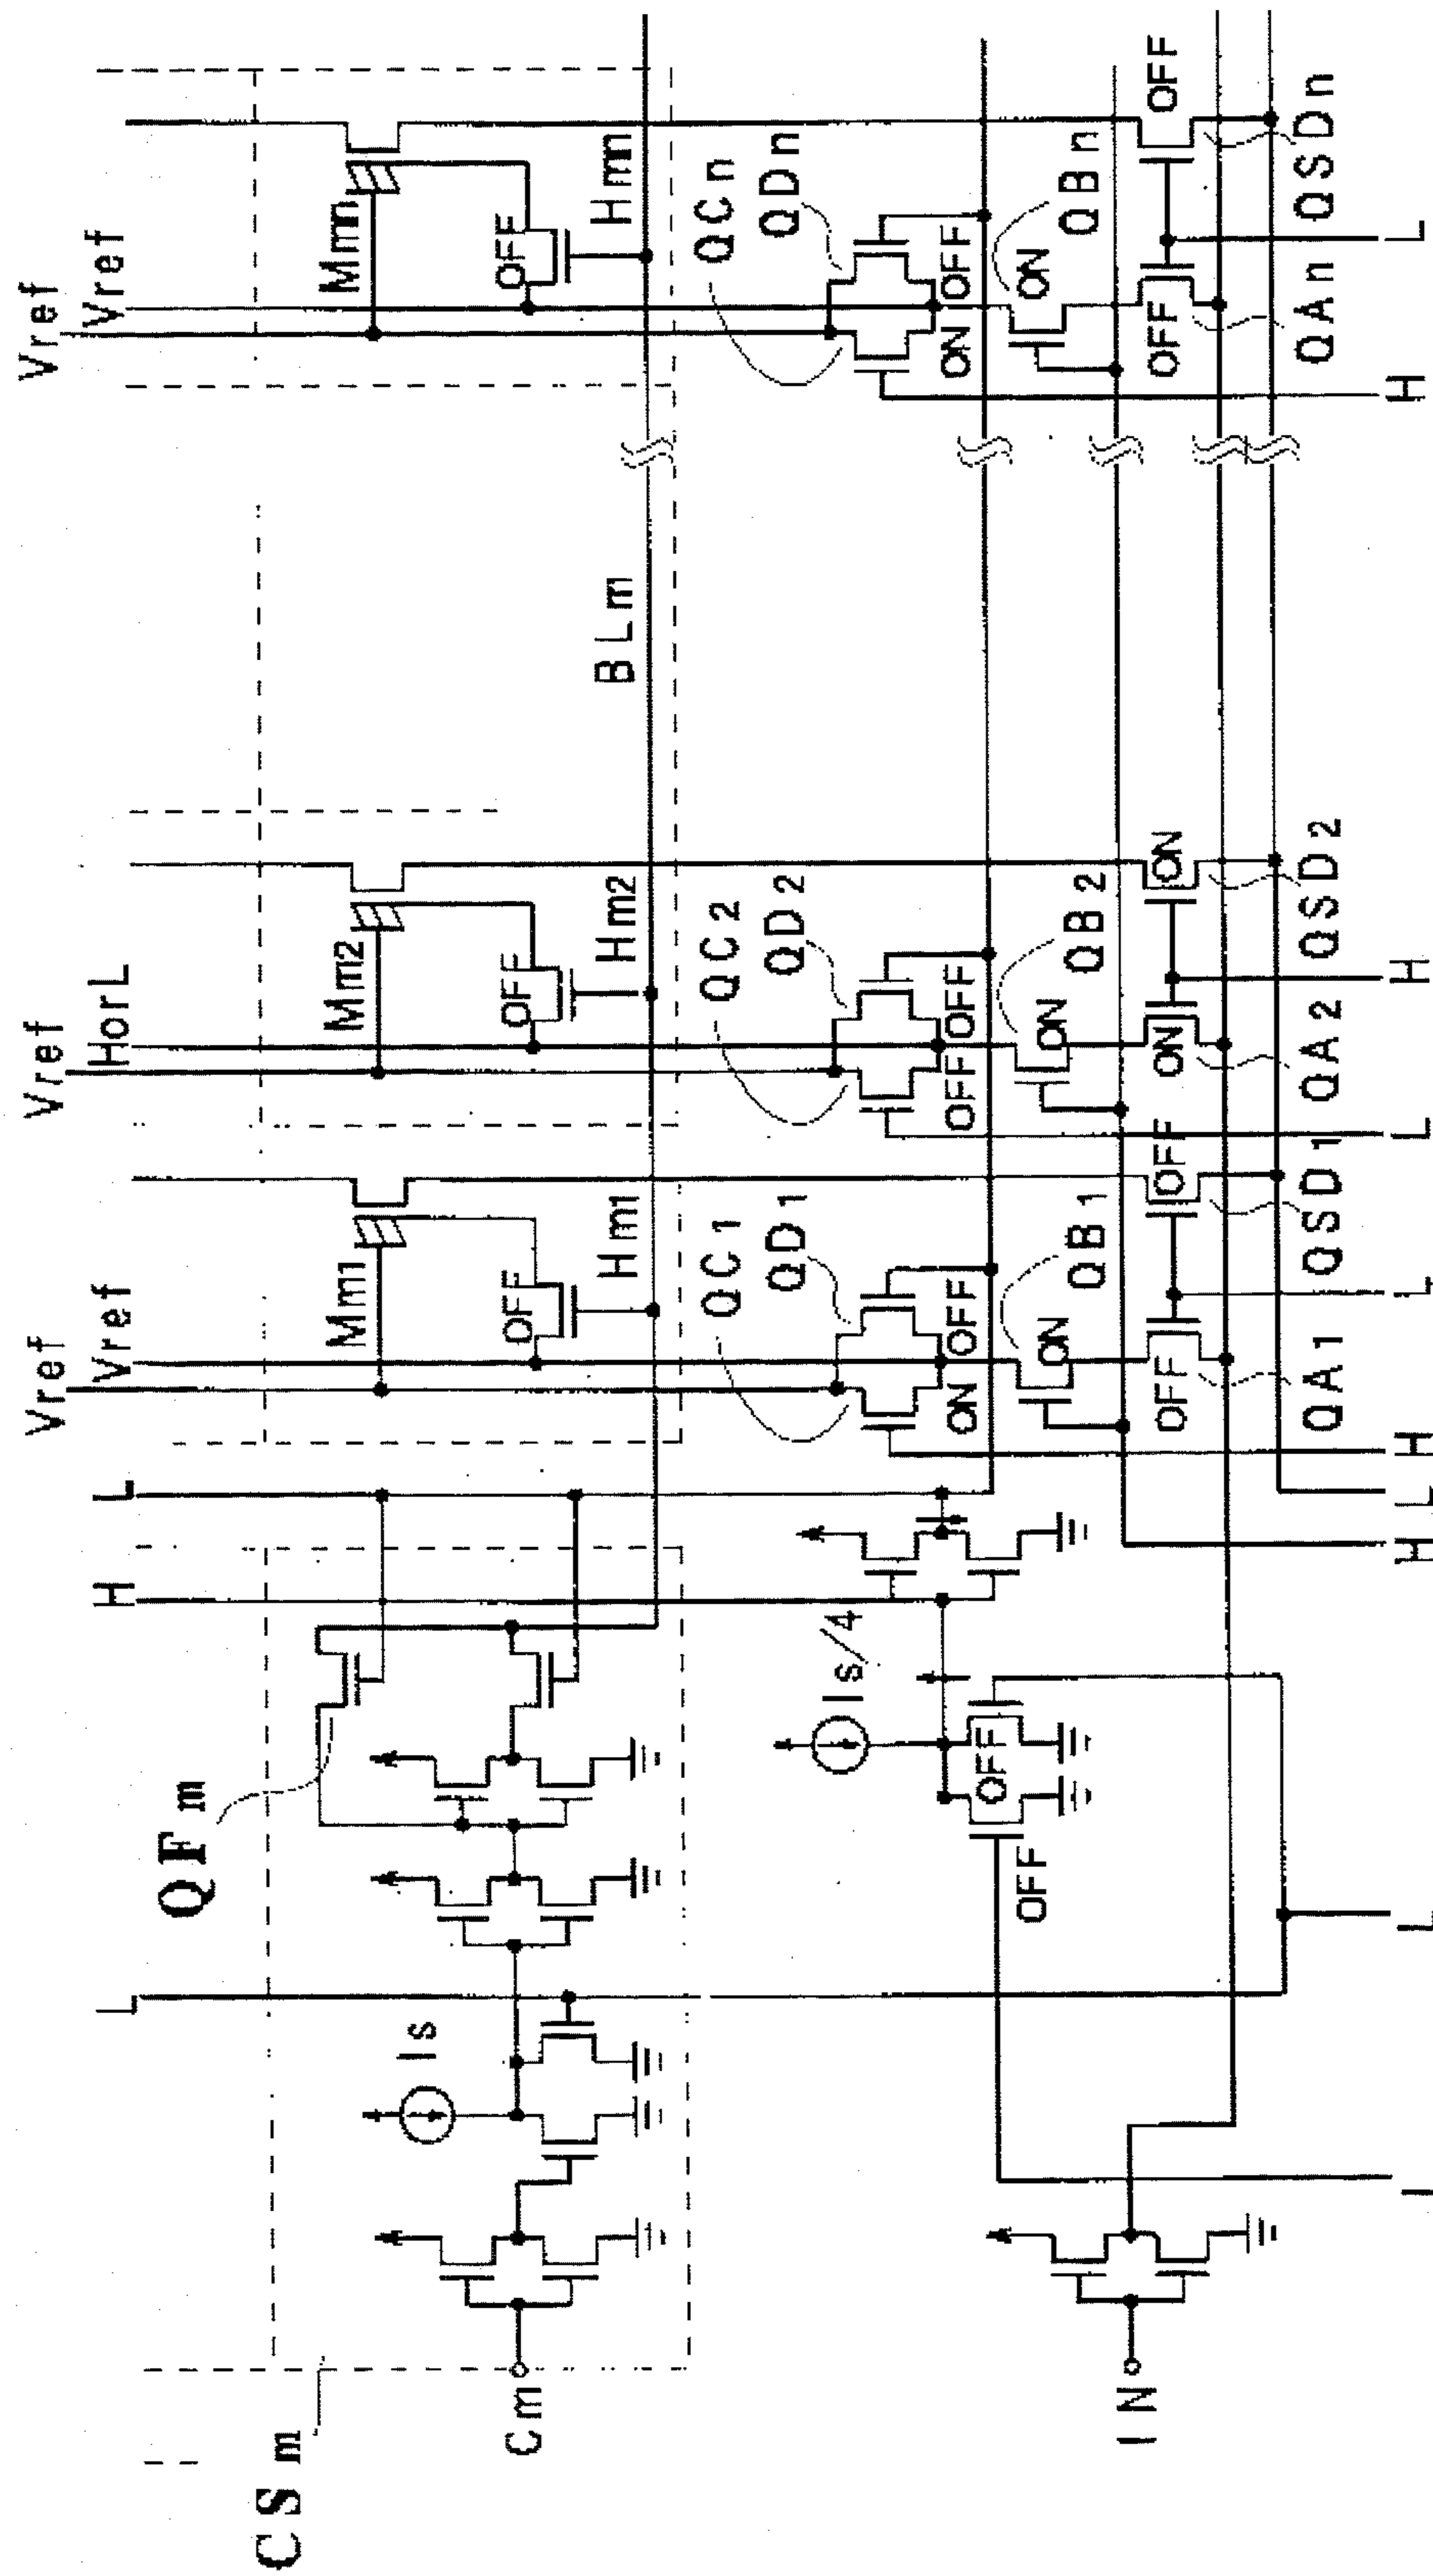 CSm
QFm
H
L
Vref
Vref
Vref
HorL
Vref
Vref
L
Is
Cm
Mm1
OFF
Hm1
Mm2
OFF
Hm2
BLm
Mmn
OFF
Hmn
Is/4
OFF
OFF
QC1
QD1
ON
OFF
QB1
ON
QC2
QD2
OFF
OFF
QB2
ON
QCn
QDn
ON
OFF
QBn
ON
IN
OFF
OFF
QA1
QSD1
ON
ON
QA2
QSD2
OFF
OFF
QAn
QSDn
L
L
H
L
H
L
L
H
H
L